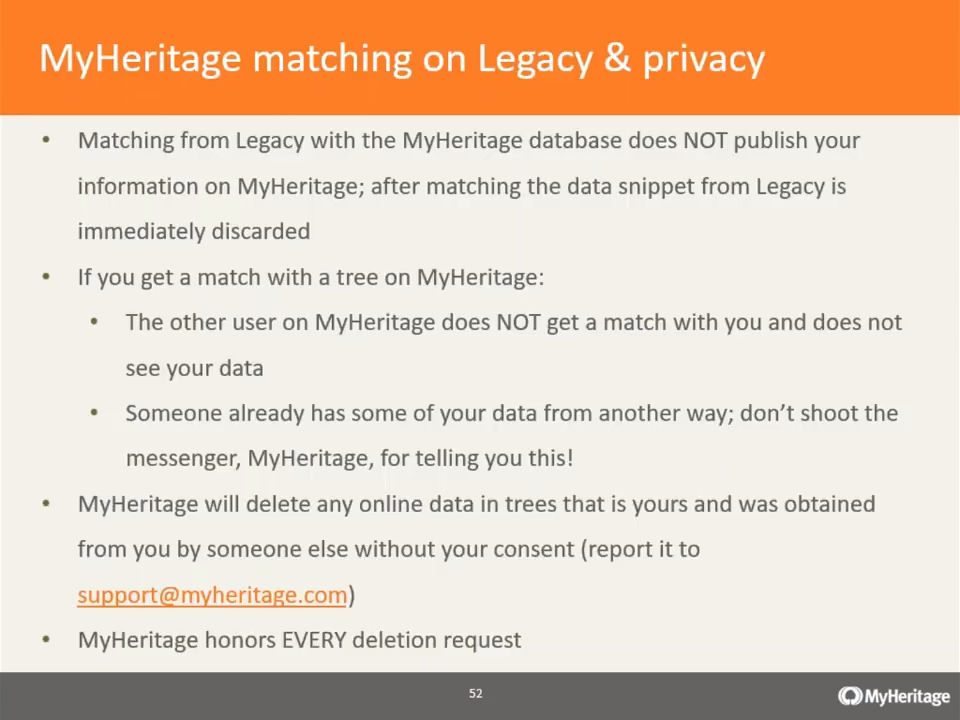 MyHeritage matching on Legacy & privacy
• Matching from Legacy with the MyHeritage database does NOT publish your
information on MyHeritage; after matching the data snippet from Legacy is
immediately discarded
• If you get a match with a tree on MyHeritage:
• The other user on MyHeritage does NOT get a match with you and does not
see your data
• Someone already has some of your data from another way; don’t shoot the
messenger, MyHeritage, for telling you this!
• MyHeritage will delete any online data in trees that is yours and was obtained
from you by someone else without your consent (report it to
support@myheritage.com)
• MyHeritage honors EVERY deletion request
52
MyHeritage